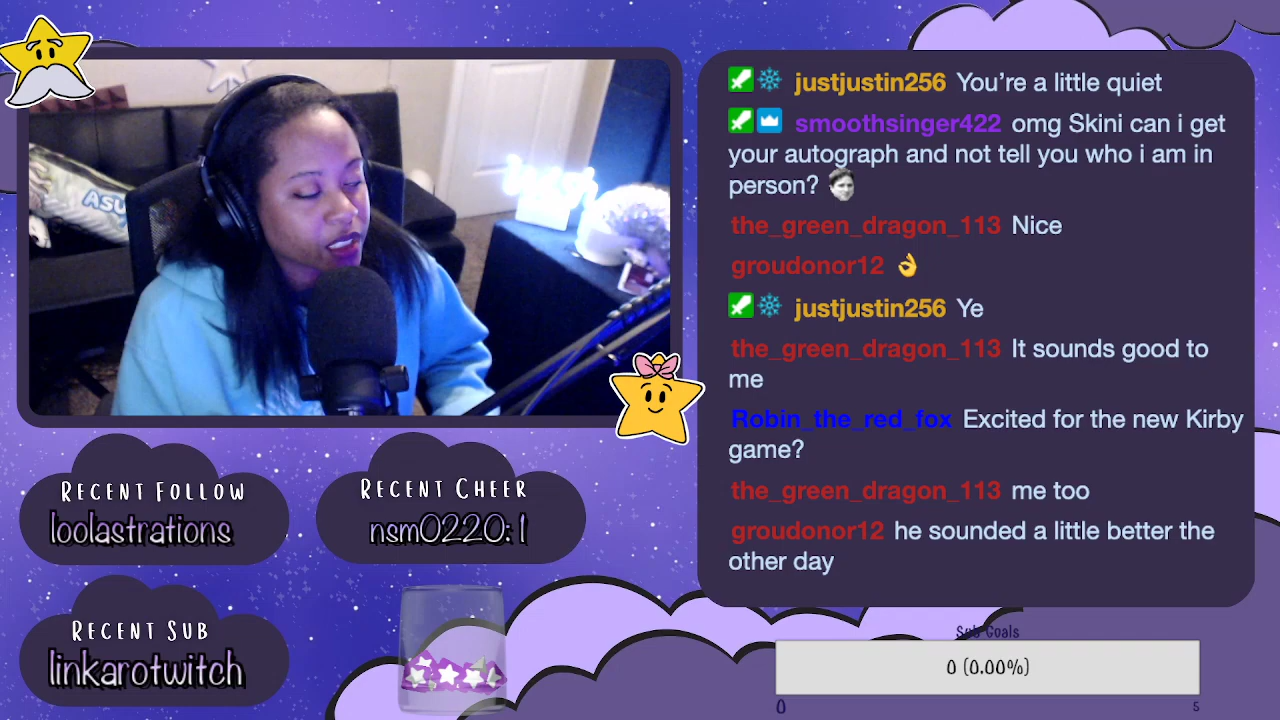 justjustin256 You're a little quiet
smoothsinger422 omg Skini can i get
your autograph and not tell you who i am in
person?
the_green_dragon_113 Nice
groudonor12 👌
justjustin256 Ye
the_green_dragon_113 It sounds good to
me
Robin_the_red_fox Excited for the new Kirby
game?
the_green_dragon_113 me too
groudonor12 he sounded a little better the
other day
ASU
RECENT FOLLOW
loolastrations
RECENT CHEER
nsm0220: 1
RECENT SUB
linkarotwitch
Sub Goals
0 (0.00%)
0
5